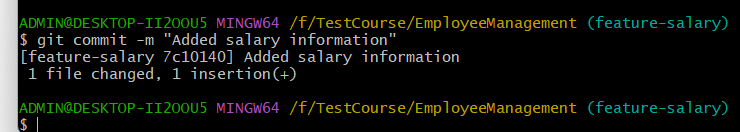 ADMIN@DESKTOP-II2OOU5 MINGW64 /f/TestCourse/EmployeeManagement (feature-salary)
$ git commit -m "Added salary information"
[feature-salary 7c10140] Added salary information
 1 file changed, 1 insertion(+)
ADMIN@DESKTOP-II2OOU5 MINGW64 /f/TestCourse/EmployeeManagement (feature-salary)
$